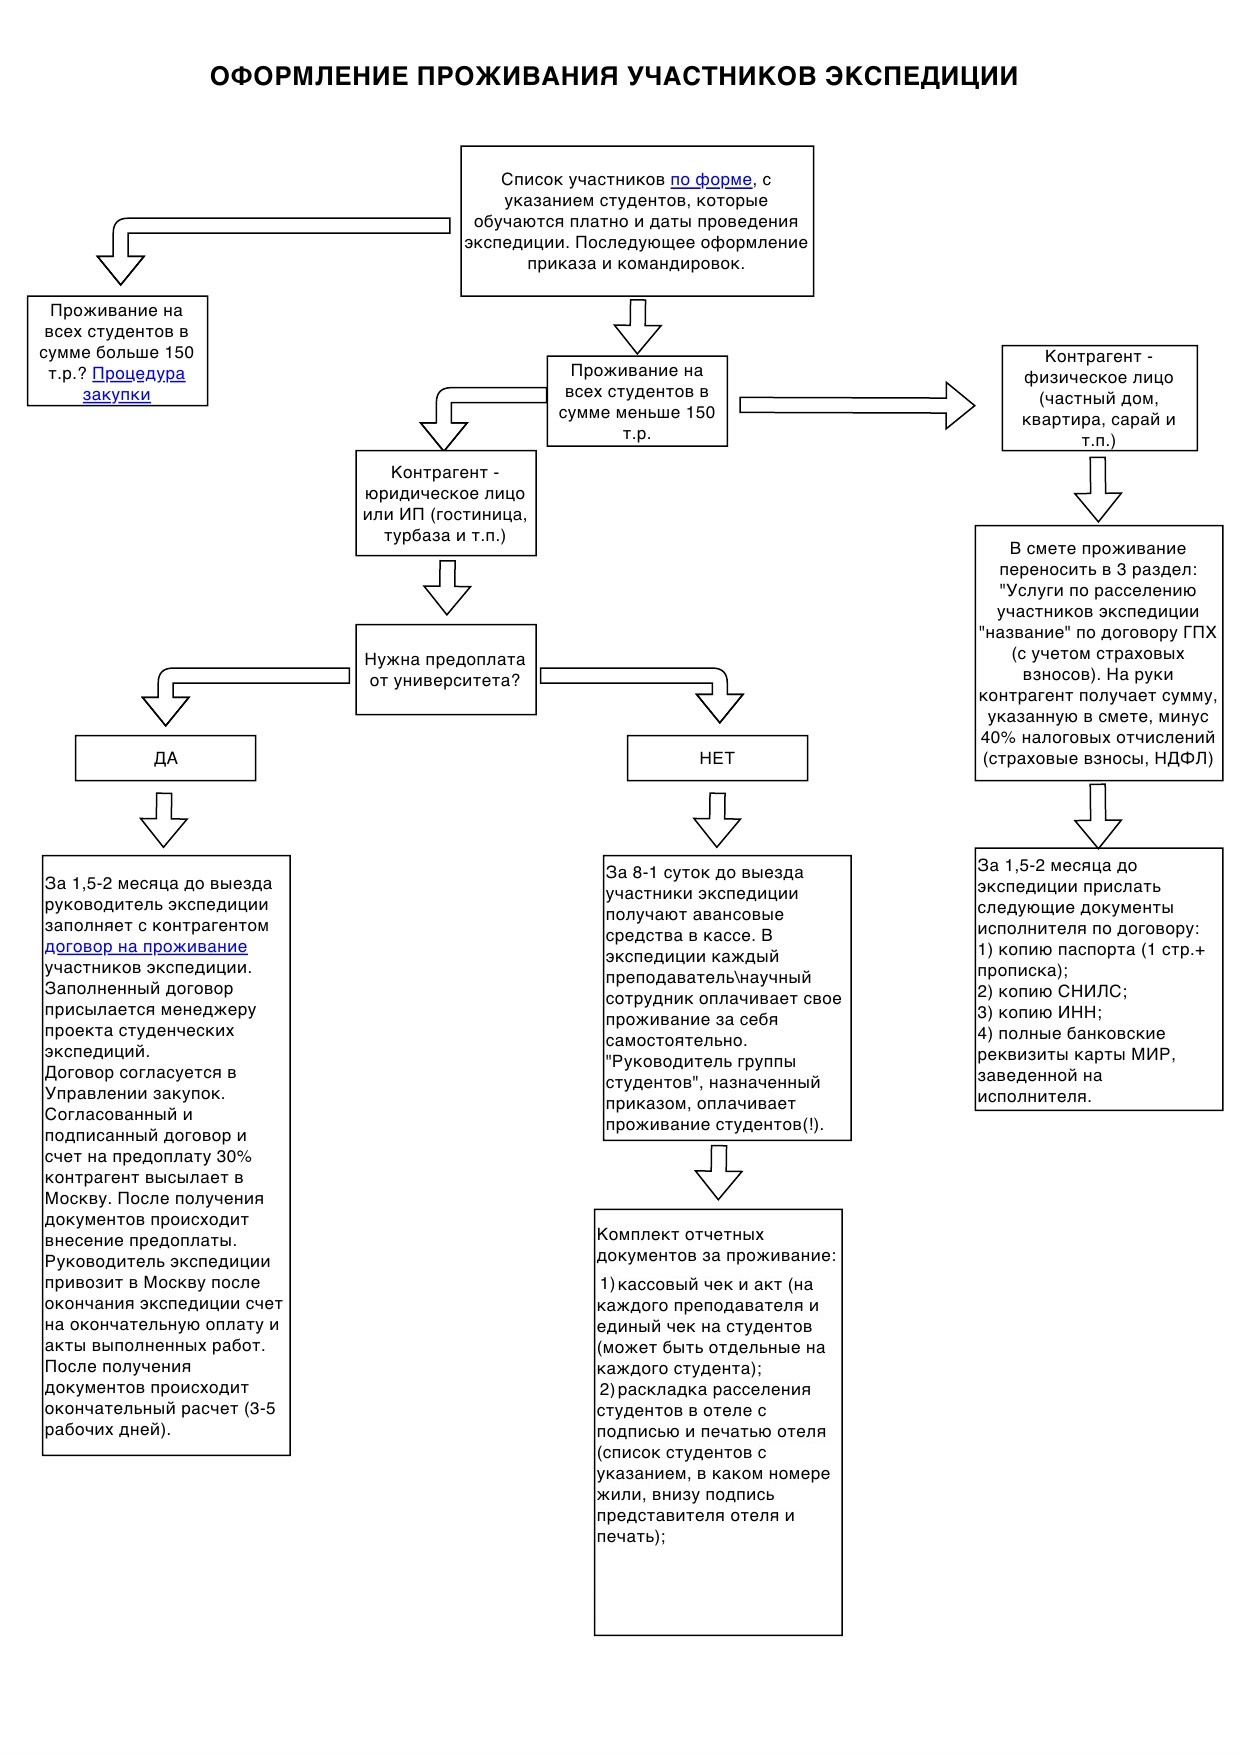 ОФОРМЛЕНИЕ ПРОЖИВАНИЯ УЧАСТНИКОВ ЭКСПЕДИЦИИ
Список участников по форме, с
указанием студентов, которые
обучаются платно и даты проведения
экспедиции. Последующее оформление
приказа и командировок.
Проживание на
всех студентов в
сумме больше 150
т.р.? Процедура
закупки
Проживание на
всех студентов в
сумме меньше 150
т.р.
Контрагент -
физическое лицо
(частный дом,
квартира, сарай и
т.п.)
Контрагент -
юридическое лицо
или ИП (гостиница,
турбаза и т.п.)
В смете проживание
переносить в 3 раздел:
"Услуги по расселению
участников экспедиции
"название" по договору ГПХ
(с учетом страховых
взносов). На руки
контрагент получает сумму,
указанную в смете, минус
40% налоговых отчислений
(страховые взносы, НДФЛ)
Нужна предоплата
от университета?
ДА
НЕТ
За 1,5-2 месяца до выезда
руководитель экспедиции
заполняет с контрагентом
договор на проживание
участников экспедиции.
Заполненный договор
присылается менеджеру
проекта студенческих
экспедиций.
Договор согласуется в
Управлении закупок.
Согласованный и
подписанный договор и
счет на предоплату 30%
контрагент высылает в
Москву. После получения
документов происходит
внесение предоплаты.
Руководитель экспедиции
привозит в Москву после
окончания экспедиции счет
на окончательную оплату и
акты выполненных работ.
После получения
документов происходит
окончательный расчет (3-5
рабочих дней).
За 8-1 суток до выезда
участники экспедиции
получают авансовые
средства в кассе. В
экспедиции каждый
преподаватель\научный
сотрудник оплачивает свое
проживание за себя
самостоятельно.
"Руководитель группы
студентов", назначенный
приказом, оплачивает
проживание студентов(!).
За 1,5-2 месяца до
экспедиции прислать
следующие документы
исполнителя по договору:
1) копию паспорта (1 стр.+
прописка);
2) копию СНИЛС;
3) копию ИНН;
4) полные банковские
реквизиты карты МИР,
заведенной на
исполнителя.
Комплект отчетных
документов за проживание:
1) кассовый чек и акт (на
каждого преподавателя и
единый чек на студентов
(может быть отдельные на
каждого студента);
2) раскладка расселения
студентов в отеле с
подписью и печатью отеля
(список студентов с
указанием, в каком номере
жили, внизу подпись
представителя отеля и
печать);